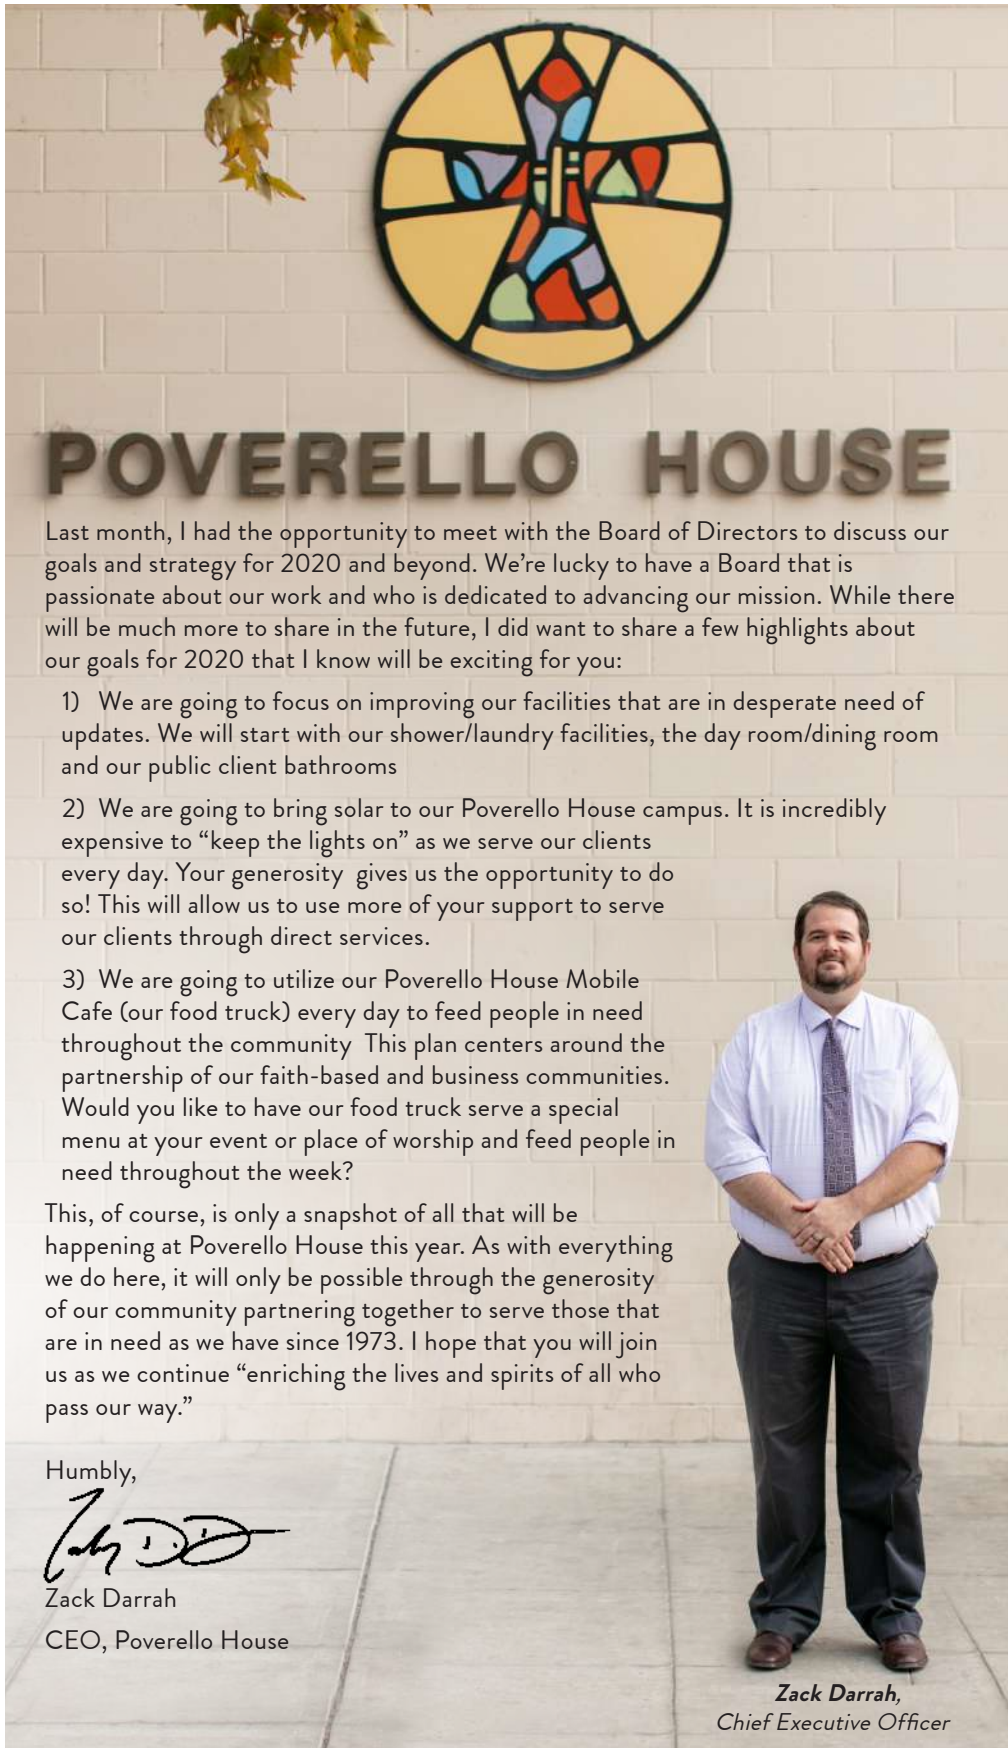 POVERELLO HOUSE
Last month, I had the opportunity to meet with the Board of Directors to discuss our
goals and strategy for 2020 and beyond. We’re lucky to have a Board that is
passionate about our work and who is dedicated to advancing our mission. While there
will be much more to share in the future, I did want to share a few highlights about
our goals for 2020 that I know will be exciting for you:
1) We are going to focus on improving our facilities that are in desperate need of
updates. We will start with our shower/laundry facilities, the day room/dining room
and our public client bathrooms
2) We are going to bring solar to our Poverello House campus. It is incredibly
expensive to “keep the lights on” as we serve our clients
every day. Your generosity gives us the opportunity to do
so! This will allow us to use more of your support to serve
our clients through direct services.
3) We are going to utilize our Poverello House Mobile
Cafe (our food truck) every day to feed people in need
throughout the community This plan centers around the
partnership of our faith-based and business communities.
Would you like to have our food truck serve a special
menu at your event or place of worship and feed people in
need throughout the week?
This, of course, is only a snapshot of all that will be
happening at Poverello House this year. As with everything
we do here, it will only be possible through the generosity
of our community partnering together to serve those that
are in need as we have since 1973. I hope that you will join
us as we continue “enriching the lives and spirits of all who
pass our way.”
Humbly,
Zack Darrah
CEO, Poverello House
Zack Darrah,
Chief Executive Officer